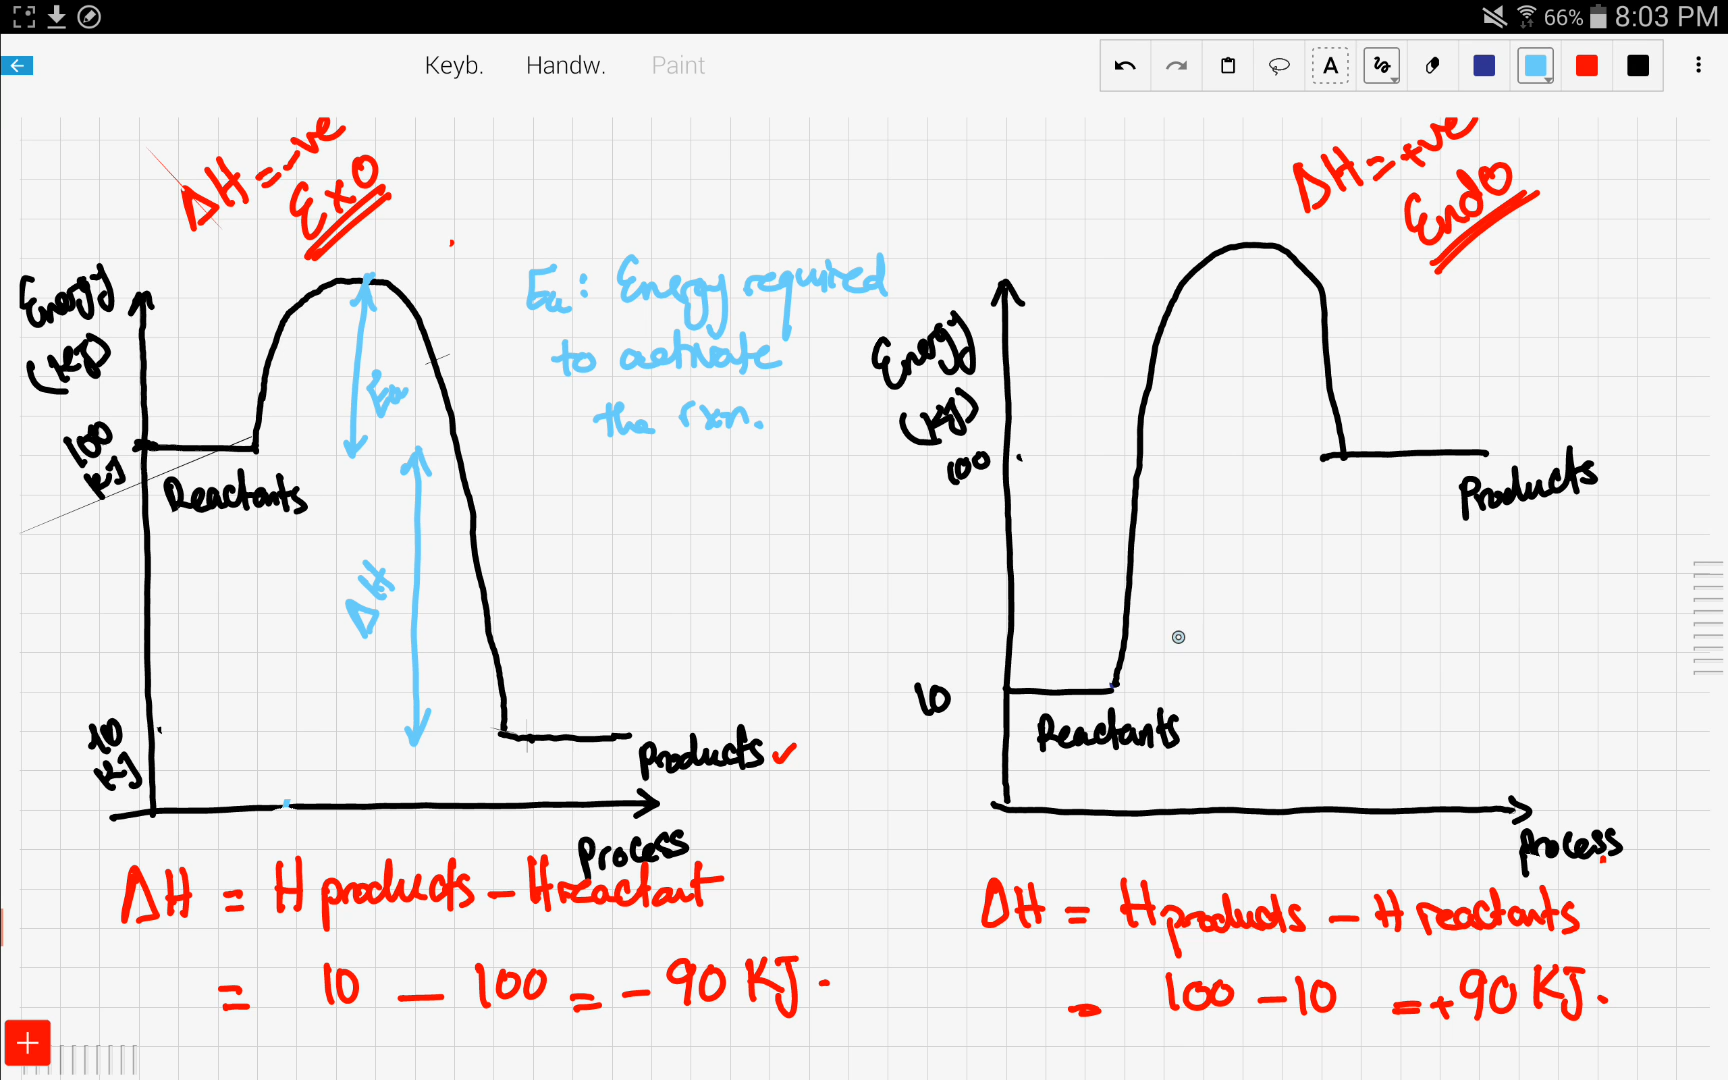 66% 8:03 PM
Keyb. Handw. Paint
A
ΔH = -ve
Exo
ΔH = +ve
Endo
Energy
(KJ)
100
KJ
Reactants
Ea
ΔH
10
KJ
Products ✓
Process
Ea: Energy required
to activate
the rxn.
Energy
(KJ)
100
Products
10
Reactants
Process
ΔH = H products - H reactant
= 10 - 100 = - 90 KJ.
ΔH = H products - H reactants
= 100 - 10 = + 90 KJ.